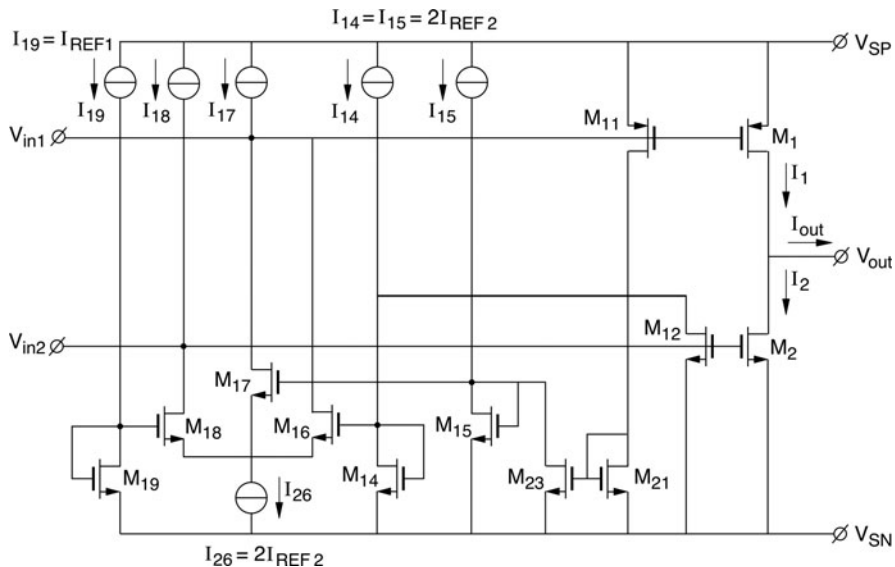 I14 = I15 = 2IREF2
I19 = IREF1
VSP
I19
I18
I17
I14
I15
M11
M1
Vin1
I1
Iout
Vout
I2
M12
M2
Vin2
M17
M18
M16
M15
M19
M14
M23
M21
I26
VSN
I26 = 2IREF2